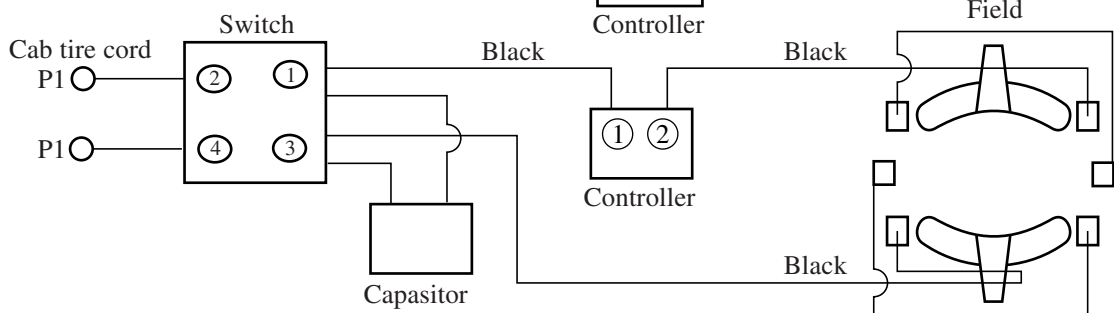 Controller
Field
Switch
Cab tire cord
Black
Black
P1
2
1
1
2
P1
4
3
Controller
Black
Capasitor